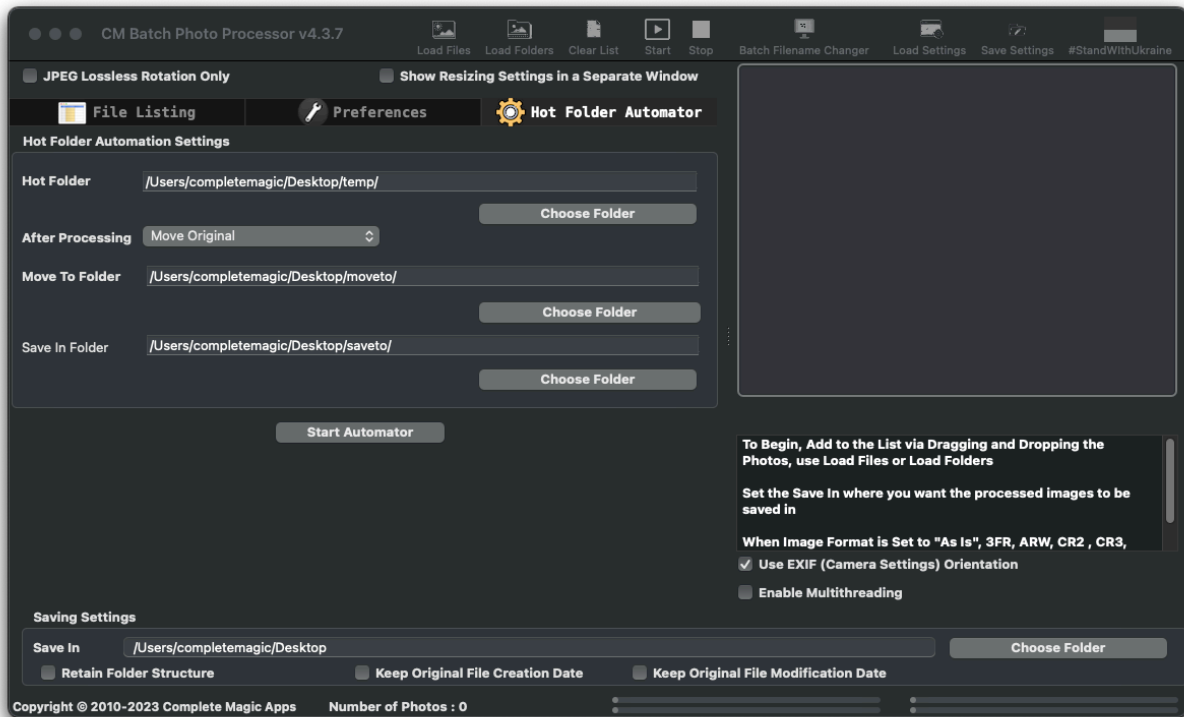 CM Batch Photo Processor v4.3.7
Load Files
Load Folders
Clear List
Start
Stop
Batch Filename Changer
Load Settings
Save Settings
#StandWIthUkraine
JPEG Lossless Rotation Only
Show Resizing Settings in a Separate Window
File Listing
Preferences
Hot Folder Automator
Hot Folder Automation Settings
Hot Folder
/Users/completemagic/Desktop/temp/
Choose Folder
After Processing
Move Original
Move To Folder
/Users/completemagic/Desktop/moveto/
Choose Folder
Save In Folder
/Users/completemagic/Desktop/saveto/
Choose Folder
Start Automator
To Begin, Add to the List via Dragging and Dropping the
Photos, use Load Files or Load Folders
Set the Save In where you want the processed images to be
saved in
When Image Format is Set to "As Is", 3FR, ARW, CR2 , CR3,
Use EXIF (Camera Settings) Orientation
Enable Multithreading
Saving Settings
Save In
/Users/completemagic/Desktop
Choose Folder
Retain Folder Structure
Keep Original File Creation Date
Keep Original File Modification Date
Copyright © 2010-2023 Complete Magic Apps
Number of Photos : 0